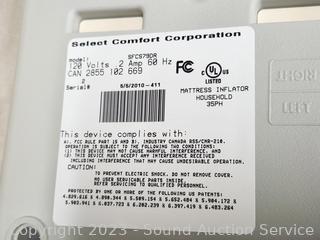 Select Comfort Corporation
model: SFCS79DR
120 Volts .2 Amp 60 Hz
CAN 2855 102 669
2
Serial# 5/5/2010-411
FC
c UL US
LISTED
MATTRESS INFLATOR
HOUSEHOLD
35PH
RIGHT
LEFT
This device complies with:
A). FCC RULE PART 15 AND B). INDUSTRY CANADA RSS/CNR-210.
OPERATION IS SUBJECT TO THE FOLLOWING TWO CONDITIONS
(1) THIS DEVICE MAY NOT CAUSE HARMFUL INTERFERENCE, AND
(2) THIS DEVICE MUST ACCEPT ANY INTERFERENCE RECEIVED
INCLUDING INTERFERENCE THAT MAY CAUSE UNDESIRABLE OPERATION.
CAUTION:
TO PREVENT ELECTRIC SHOCK, DO NOT REMOVE COVER.
NO USER SERVICEABLE PARTS INSIDE.
REFER SERVICING TO QUALIFIED PERSONNEL.
PROTECTED BY ONE OR MORE OF THE FOLLOWING US PATENTS:
© Copyright 2023 - Sound Auction Service